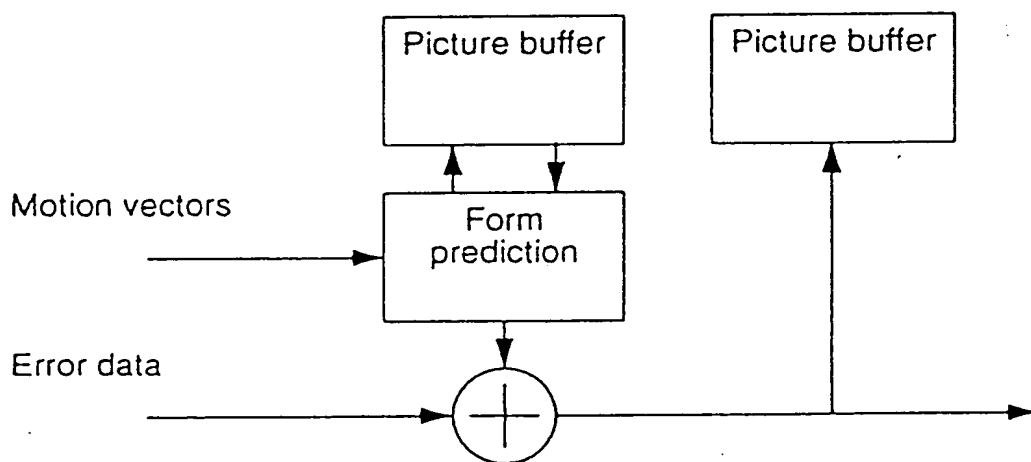 Picture buffer
Picture buffer
Motion vectors
Form
prediction
Error data